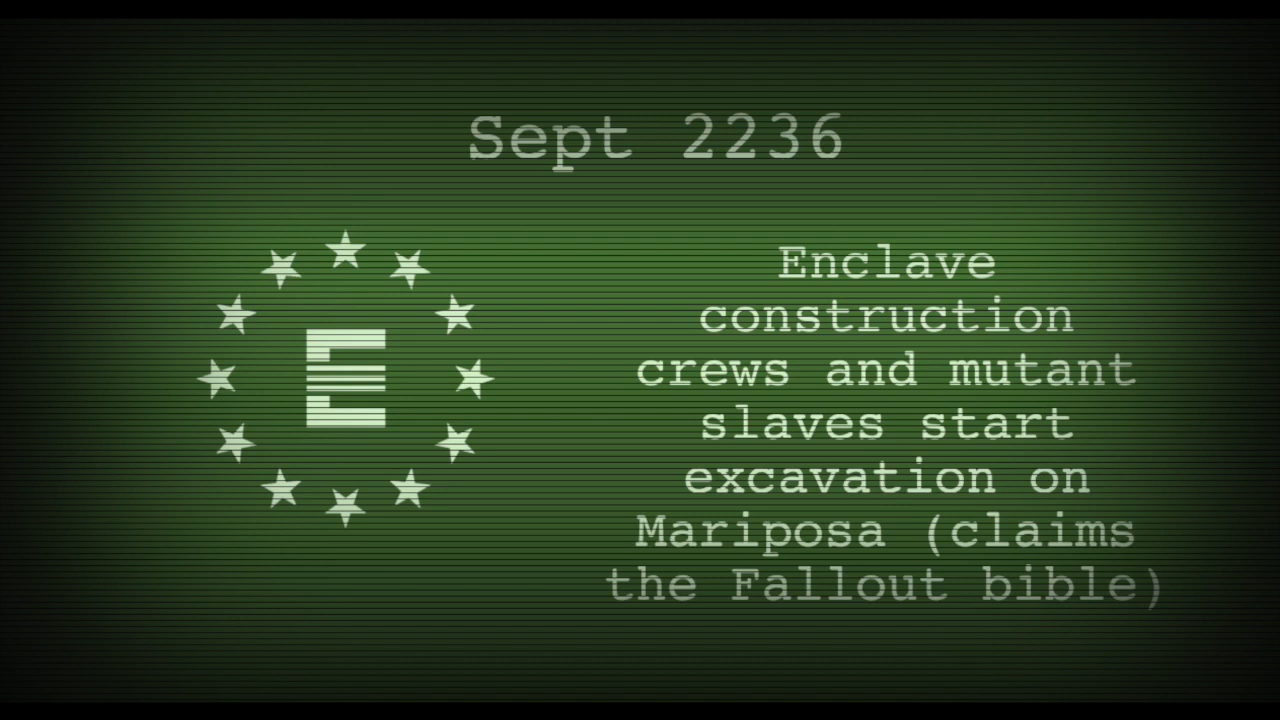 Sept 2236
E
Enclave
construction
crews and mutant
slaves start
excavation on
Mariposa (claims
the Fallout bible)